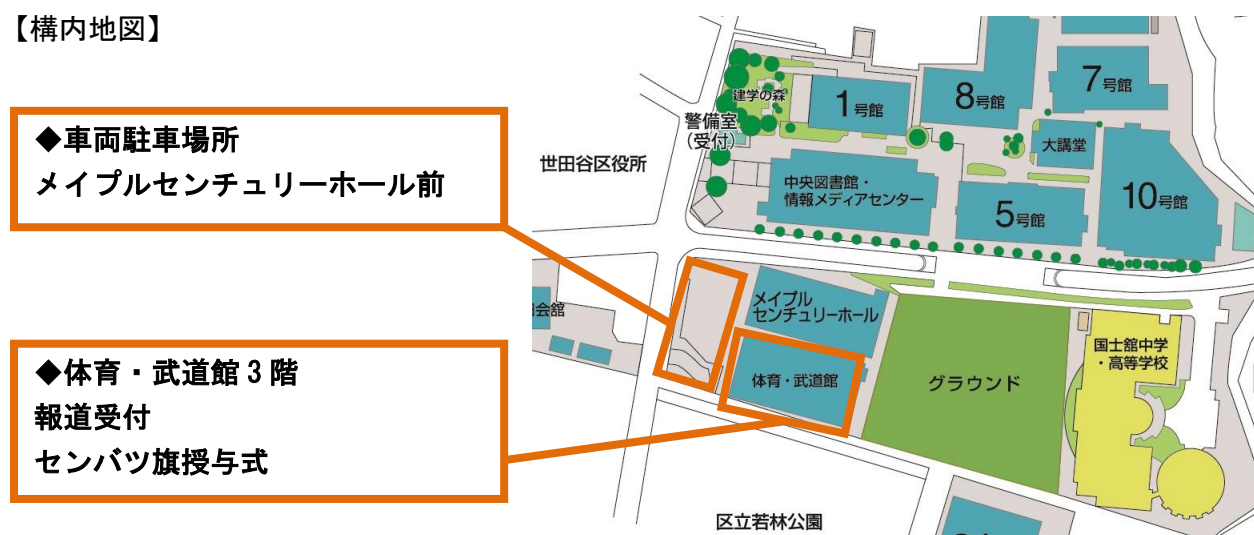 【構内地図】
◆車両駐車場所
メイプルセンチュリーホール前
◆体育・武道館3階
報道受付
センバツ旗授与式
建学の森
1号館
8号館
7号館
警備室
(受付)
大講堂
世田谷区役所
中央図書館・
情報メディアセンター
5号館
10号館
メイプル
センチュリーホール
会舘
国士舘中学
・高等学校
体育・武道館
グラウンド
区立若林公園